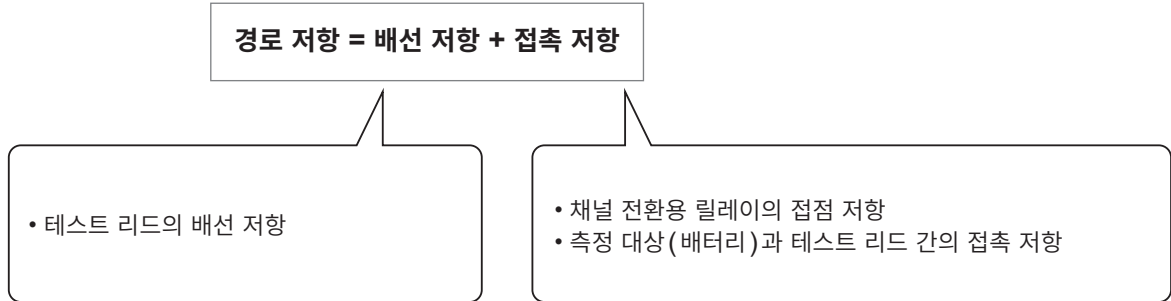 경로 저항 = 배선 저항 + 접촉 저항
• 테스트 리드의 배선 저항
• 채널 전환용 릴레이의 접점 저항
• 측정 대상(배터리)과 테스트 리드 간의 접촉 저항